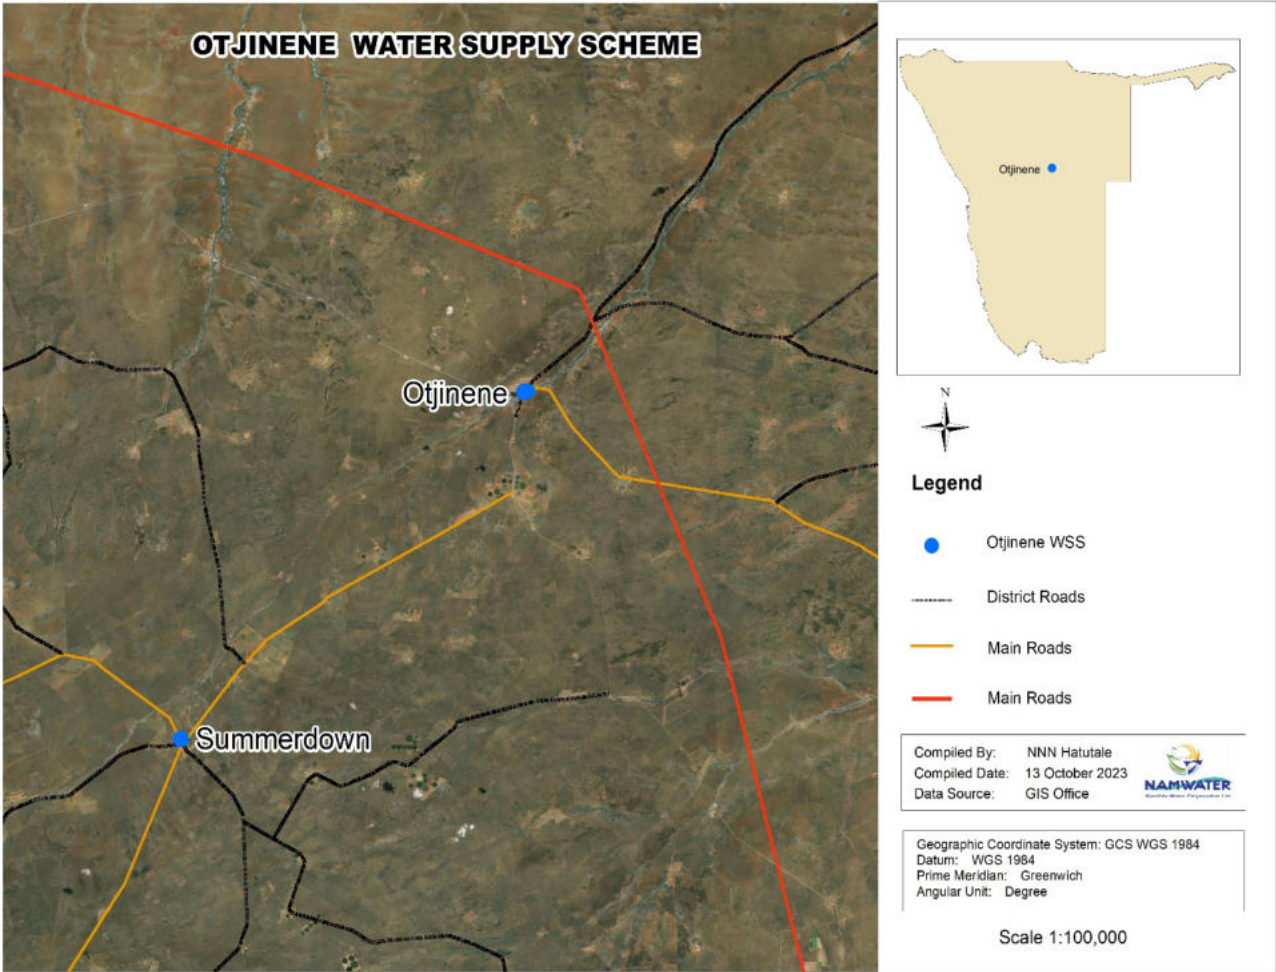 OTJINENE WATER SUPPLY SCHEME
Otjinene
Summerdown
Otjinene
N
Legend
Otjinene WSS
District Roads
Main Roads
Main Roads
Compiled By: NNN Hatutale
Compiled Date: 13 October 2023
Data Source: GIS Office
NAMWATER
Geographic Coordinate System: GCS WGS 1984
Datum: WGS 1984
Prime Meridian: Greenwich
Angular Unit: Degree
Scale 1:100,000